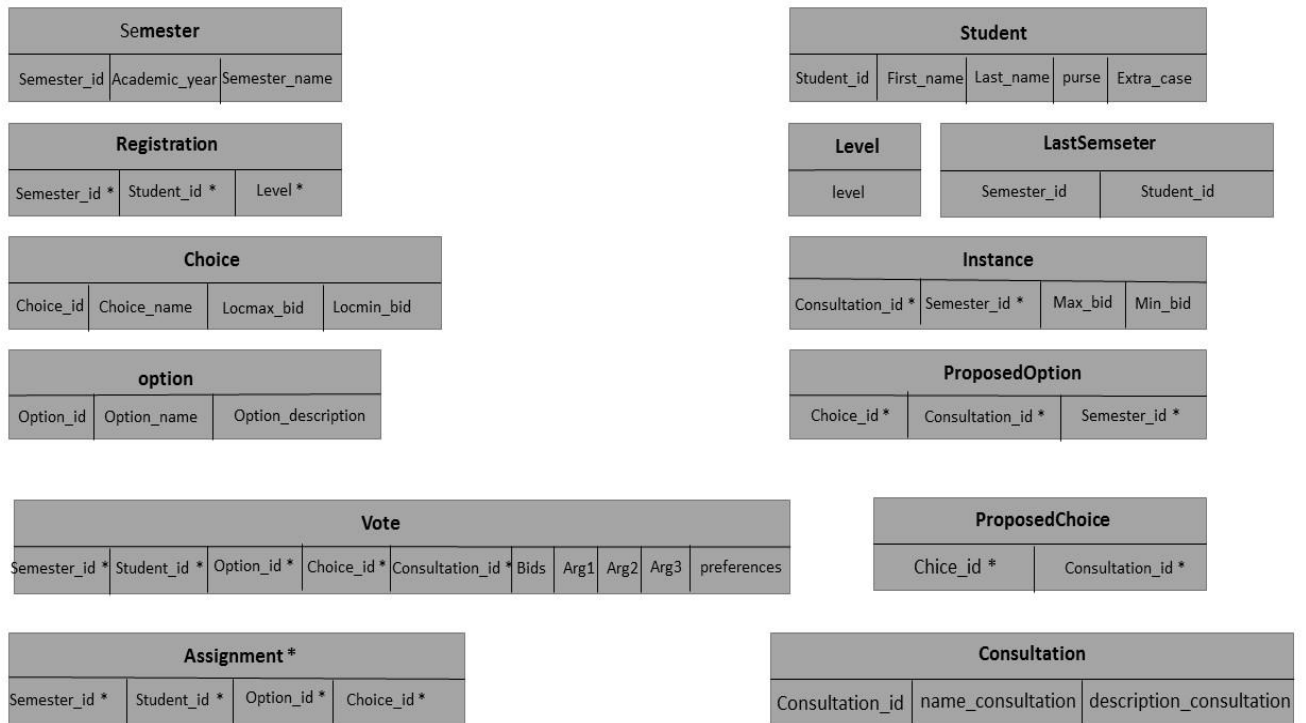 Semester
Semester_id Academic_year Semester_name
Student
Student_id First_name Last_name purse Extra_case
Registration
Semester_id * Student_id * Level *
Level
level
LastSemseter
Semester_id Student_id
Choice
Choice_id Choice_name Locmax_bid Locmin_bid
Instance
Consultation_id * Semester_id * Max_bid Min_bid
option
Option_id Option_name Option_description
ProposedOption
Choice_id * Consultation_id * Semester_id *
Vote
Semester_id * Student_id * Option_id * Choice_id * Consultation_id * Bids Arg1 Arg2 Arg3 preferences
ProposedChoice
Chice_id * Consultation_id *
Assignment *
Semester_id * Student_id * Option_id * Choice_id *
Consultation
Consultation_id name_consultation description_consultation